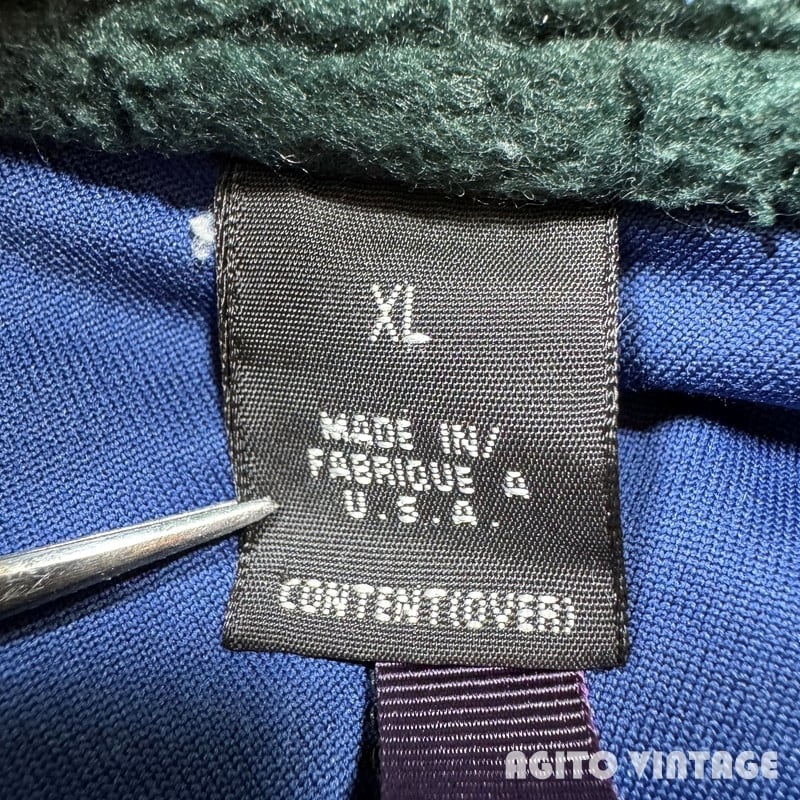 XL
MADE IN/
FABRIQUE A
U.S.A.
CONTENT(OVER)
AGITO VINTAGE